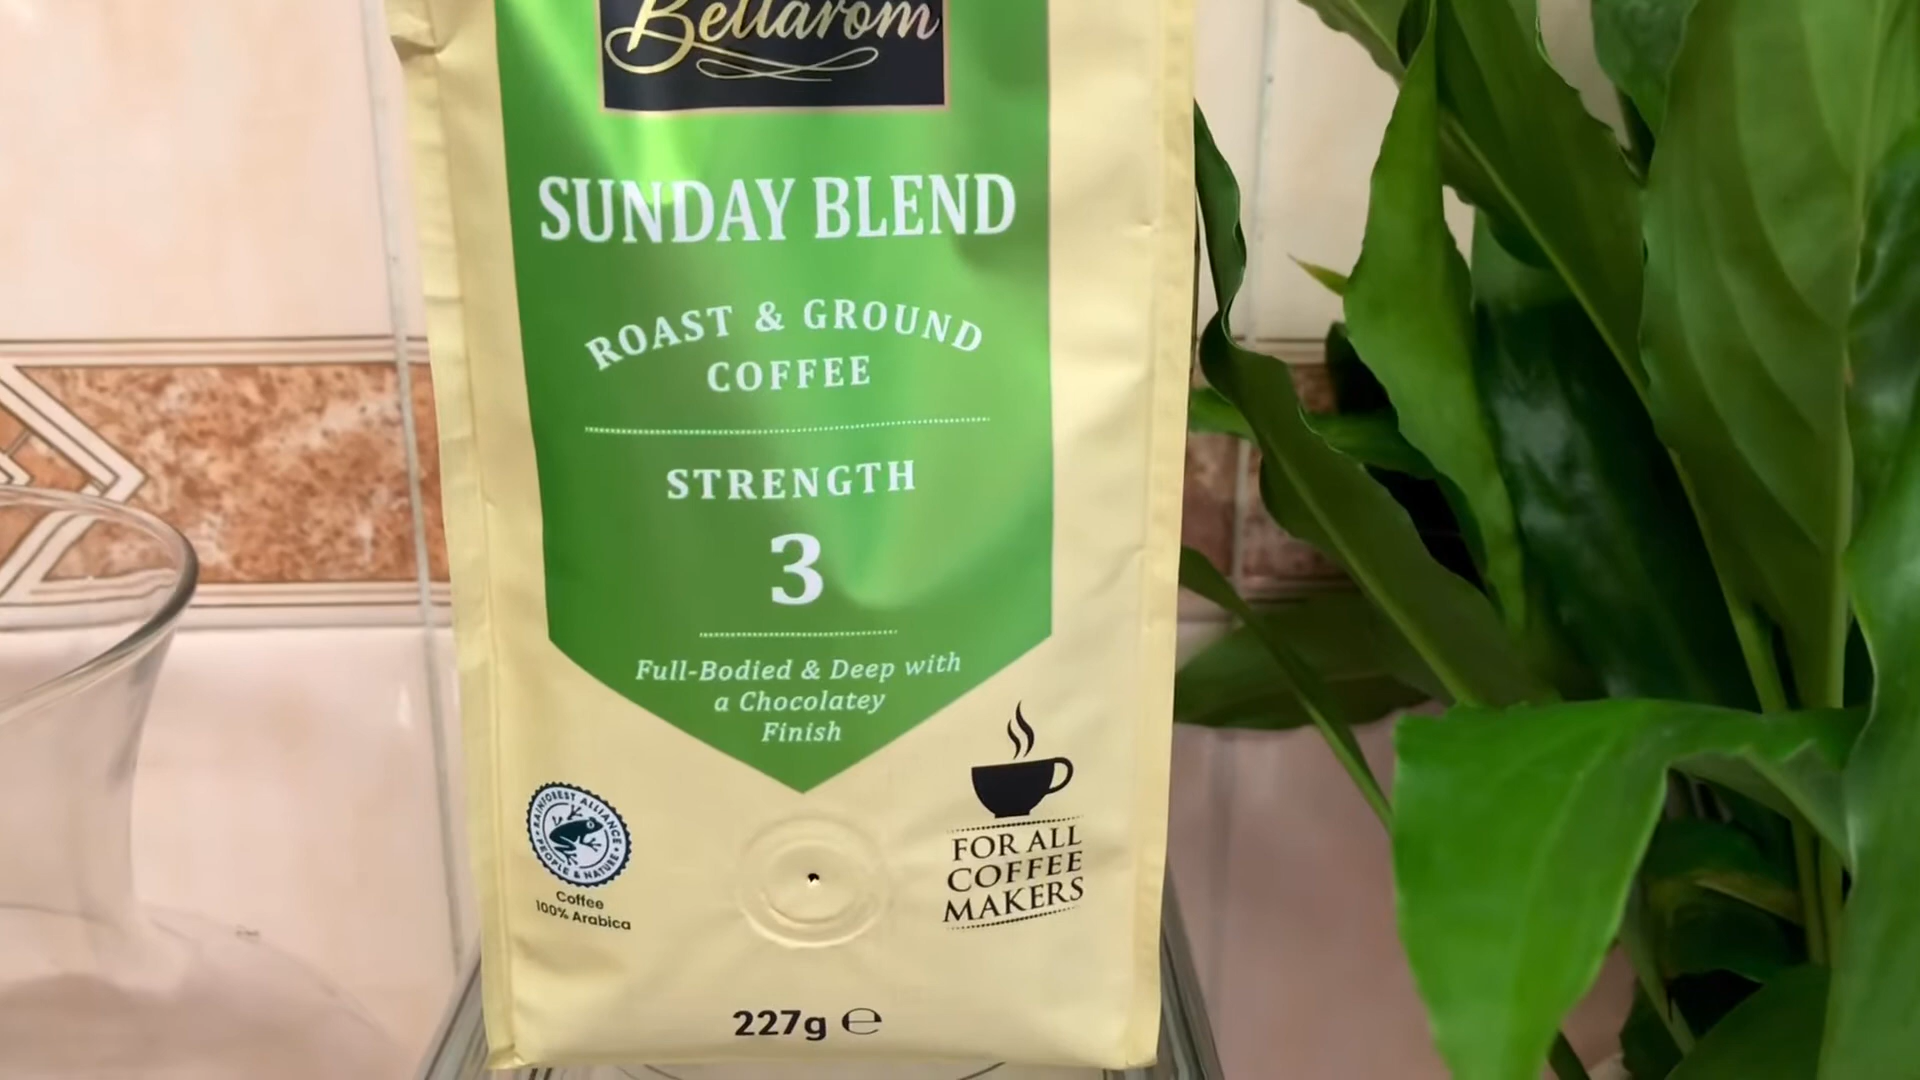 Bellarom
SUNDAY BLEND
ROAST & GROUND
COFFEE
STRENGTH
3
Full-Bodied & Deep with
a Chocolatey
Finish
RAINFOREST ALLIANCE
PEOPLE & NATURE
Coffee
100% Arabica
FOR ALL
COFFEE
MAKERS
227g ℮